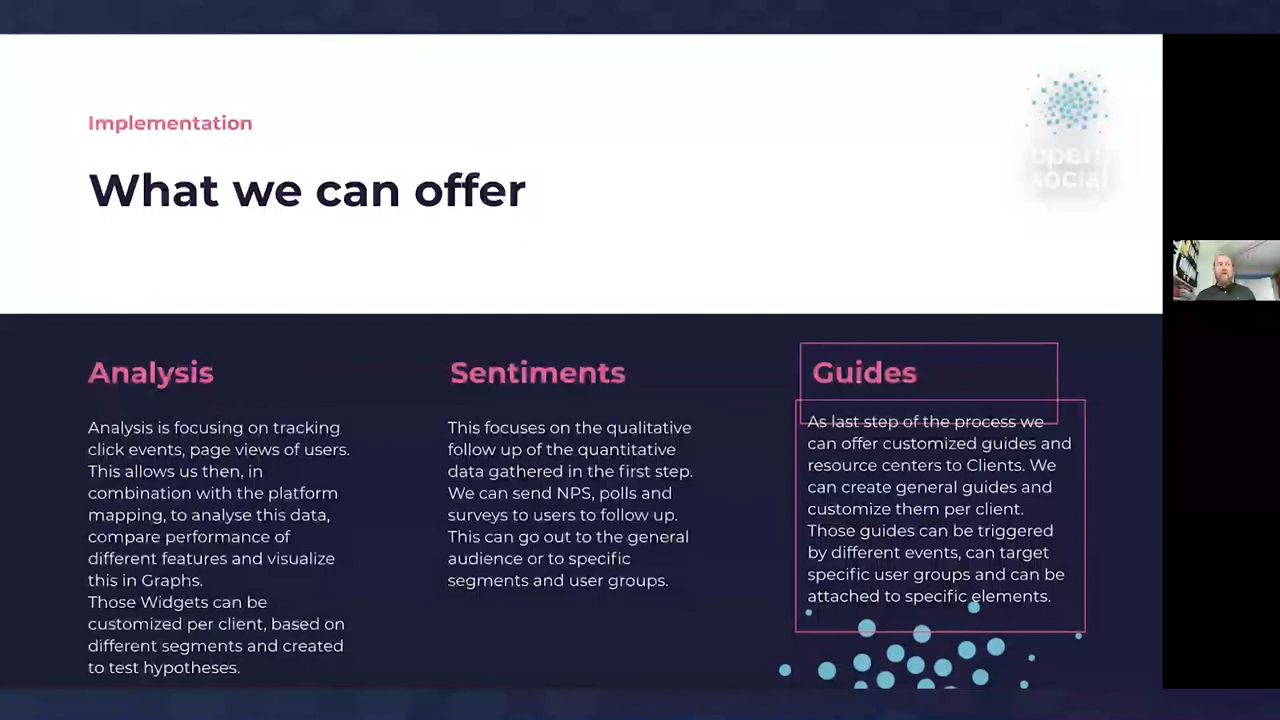 Implementation
What we can offer
open
social
Analysis
Analysis is focusing on tracking
click events, page views of users.
This allows us then, in
combination with the platform
mapping, to analyse this data,
compare performance of
different features and visualize
this in Graphs.
Those Widgets can be
customized per client, based on
different segments and created
to test hypotheses.
Sentiments
This focuses on the qualitative
follow up of the quantitative
data gathered in the first step.
We can send NPS, polls and
surveys to users to follow up.
This can go out to the general
audience or to specific
segments and user groups.
Guides
As last step of the process we
can offer customized guides and
resource centers to Clients. We
can create general guides and
customize them per client.
Those guides can be triggered
by different events, can target
specific user groups and can be
attached to specific elements.